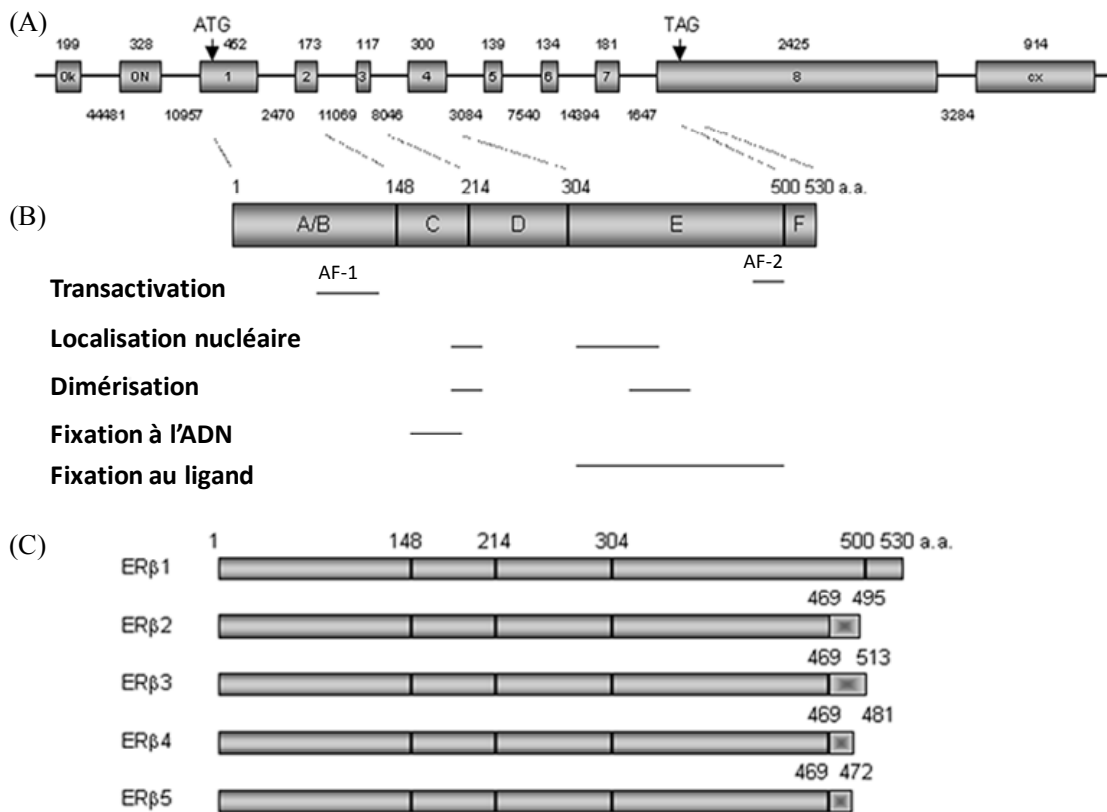 (A)
ATG TAG
199 328 462 173 117 300 139 134 181 2425 914
0k 0N 1 2 3 4 5 6 7 8 cx
44481 10957 2470 11069 8046 3084 7540 14394 1647 3284
1 148 214 304 500 530 a.a.
(B)
A/B C D E F
AF-1 AF-2
Transactivation
Localisation nucléaire
Dimérisation
Fixation à l'ADN
Fixation au ligand
(C)
1 148 214 304 500 530 a.a.
ERβ1
469 495
ERβ2
469 513
ERβ3
469 481
ERβ4
469 472
ERβ5